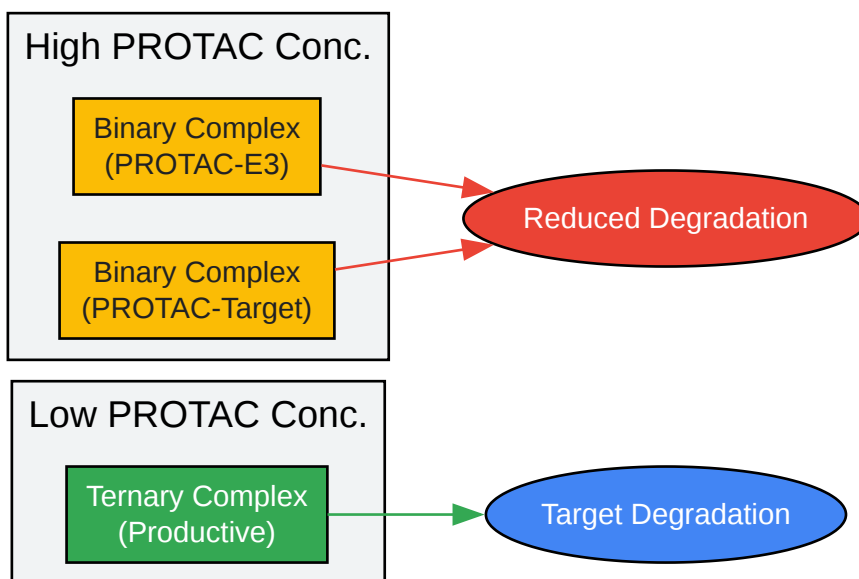 High PROTAC Conc.
Binary Complex
(PROTAC-E3)
Reduced Degradation
Binary Complex
(PROTAC-Target)
Low PROTAC Conc.
Ternary Complex
(Productive)
Target Degradation